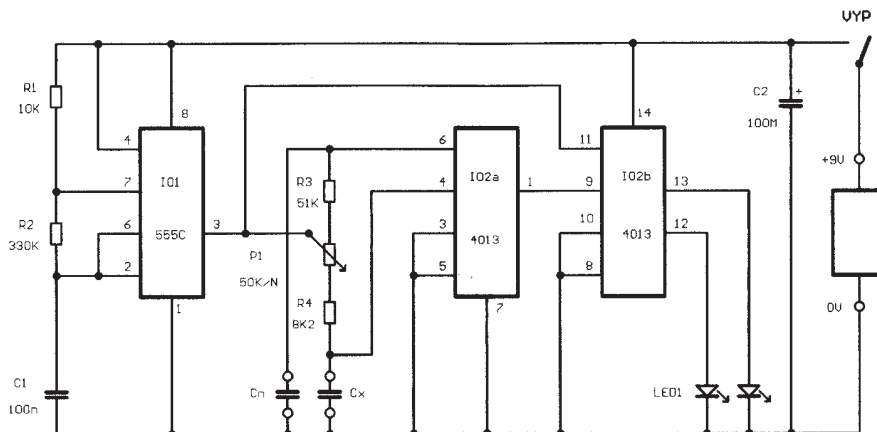 VYP
R1
10K
8
4
IO1
7
R2
330K
6
555C
3
2
1
C1
100n
R3
51K
P1
50K/N
R4
8K2
Cn
Cx
6
IO2a
4
1
3
4013
5
7
14
11
IO2b
9
13
10
12
4013
8
C2
+
100M
+9V
0V
LED1